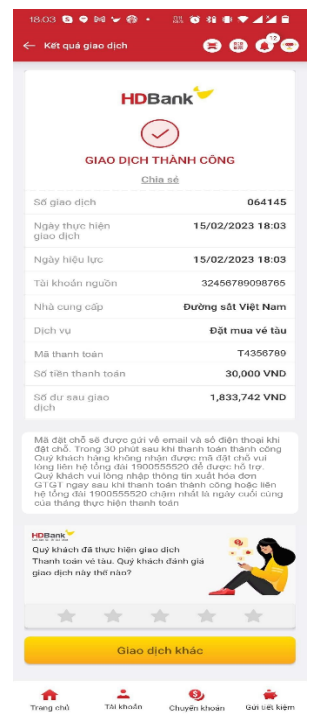 18:03
Kết quả giao dịch
12
HDBank
GIAO DỊCH THÀNH CÔNG
Chia sẻ
Số giao dịch 064145
Ngày thực hiện giao dịch 15/02/2023 18:03
Ngày hiệu lực 15/02/2023 18:03
Tài khoản nguồn 32456789098765
Nhà cung cấp Đường sắt Việt Nam
Dịch vụ Đặt mua vé tàu
Mã thanh toán T4356789
Số tiền thanh toán 30,000 VND
Số dư sau giao dịch 1,833,742 VND
Mã đặt chỗ sẽ được gửi về email và số điện thoại khi
đặt chỗ. Trong 30 phút sau khi thanh toán thành công
Quý khách hàng không nhận được mã đặt chỗ vui
lòng liên hệ tổng đài 1900555520 để được hỗ trợ.
Quý khách vui lòng nhập thông tin xuất hóa đơn
GTGT ngay sau khi thanh toán thành công hoặc liên
hệ tổng đài 1900555520 chậm nhất là ngày cuối cùng
của tháng thực hiện thanh toán
HDBank
Quý khách đã thực hiện giao dịch
Thanh toán vé tàu. Quý khách đánh giá
giao dịch này thế nào?
Giao dịch khác
Trang chủ Tài khoản Chuyển khoản Gửi tiết kiệm